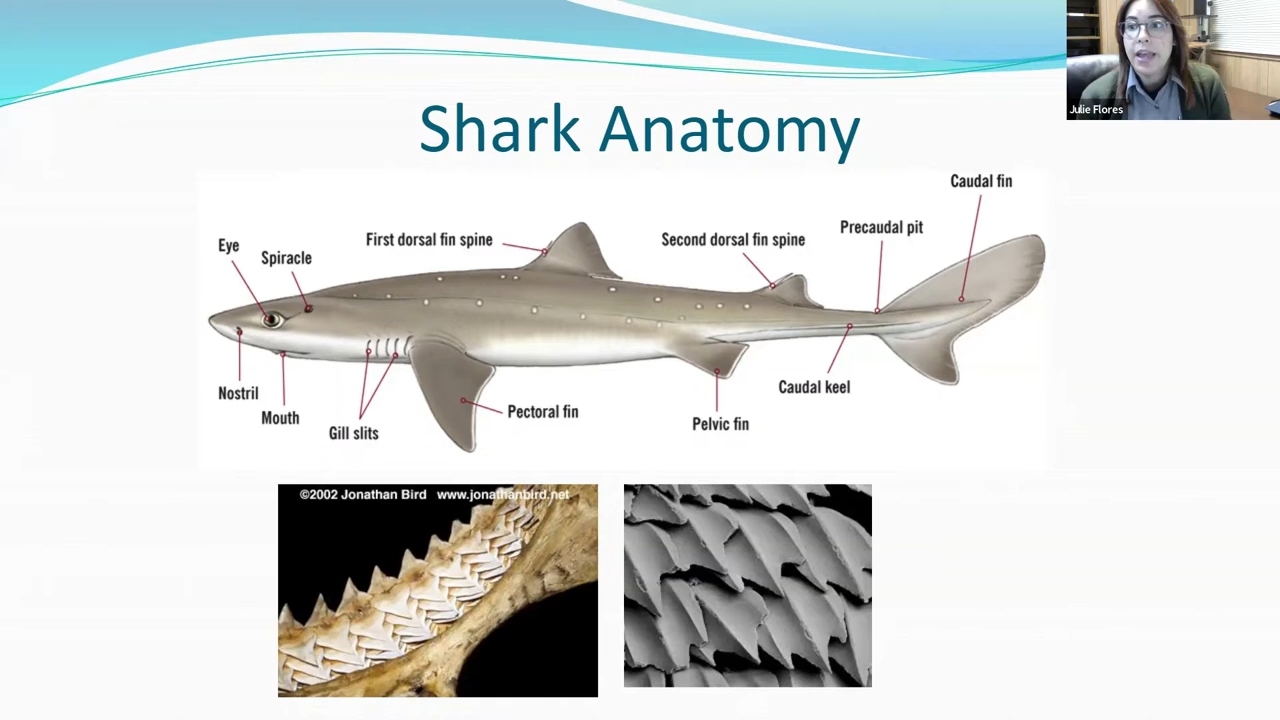 Julie Flores
Shark Anatomy
Caudal fin
Precaudal pit
First dorsal fin spine
Second dorsal fin spine
Eye
Spiracle
Nostril
Mouth
Gill slits
Pectoral fin
Pelvic fin
Caudal keel
©2002 Jonathan Bird www.jonathanbird.net